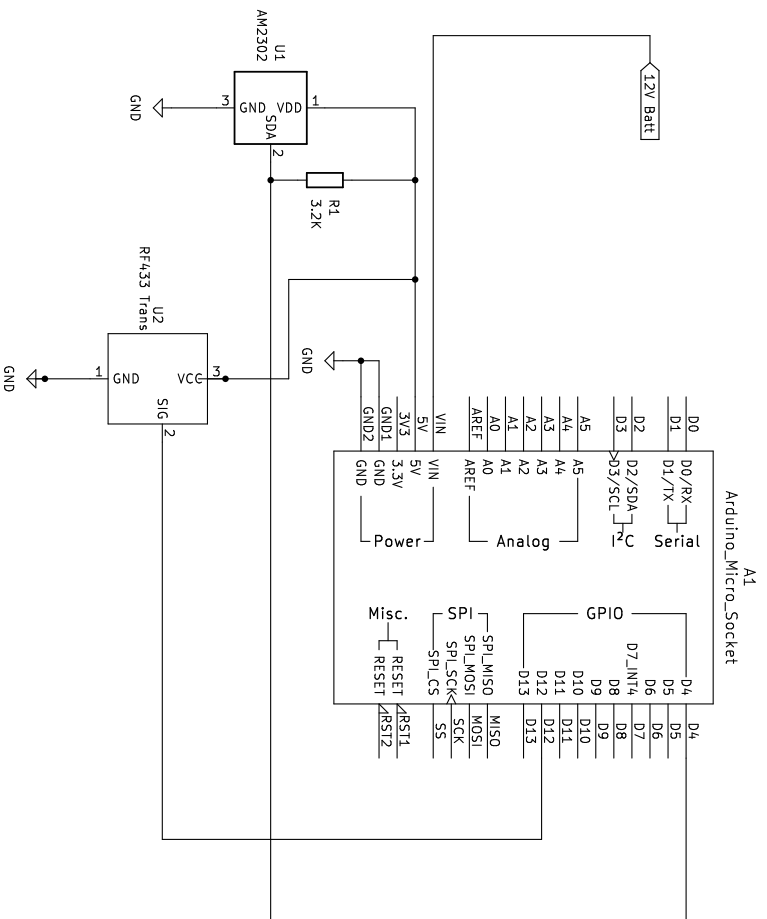 AM2302
U1
GND
3
GND
VDD
1
SDA
2
R1
3.2K
12V Batt
RF433 Trans
U2
GND
1
GND
VCC
3
SIG
2
GND
A1
Arduino_Micro_Socket
VIN
5V
3V3
GND1
GND2
AREF
A0
A1
A2
A3
A4
A5
D3
D2
D1
D0
GND
GND
3.3V
5V
VIN
AREF
A0
A1
A2
A3
A4
A5
D3/SCL
D2/SDA
D1/TX
D0/RX
Power
Analog
I²C
Serial
Misc.
SPI
GPIO
RESET
RESET
SPI_CS
SPI_SCK
SPI_MOSI
SPI_MISO
D13
D12
D11
D10
D9
D8
D7_INT4
D6
D5
D4
RST2
RST1
SS
SCK
MOSI
MISO
D13
D12
D11
D10
D9
D8
D7
D6
D5
D4